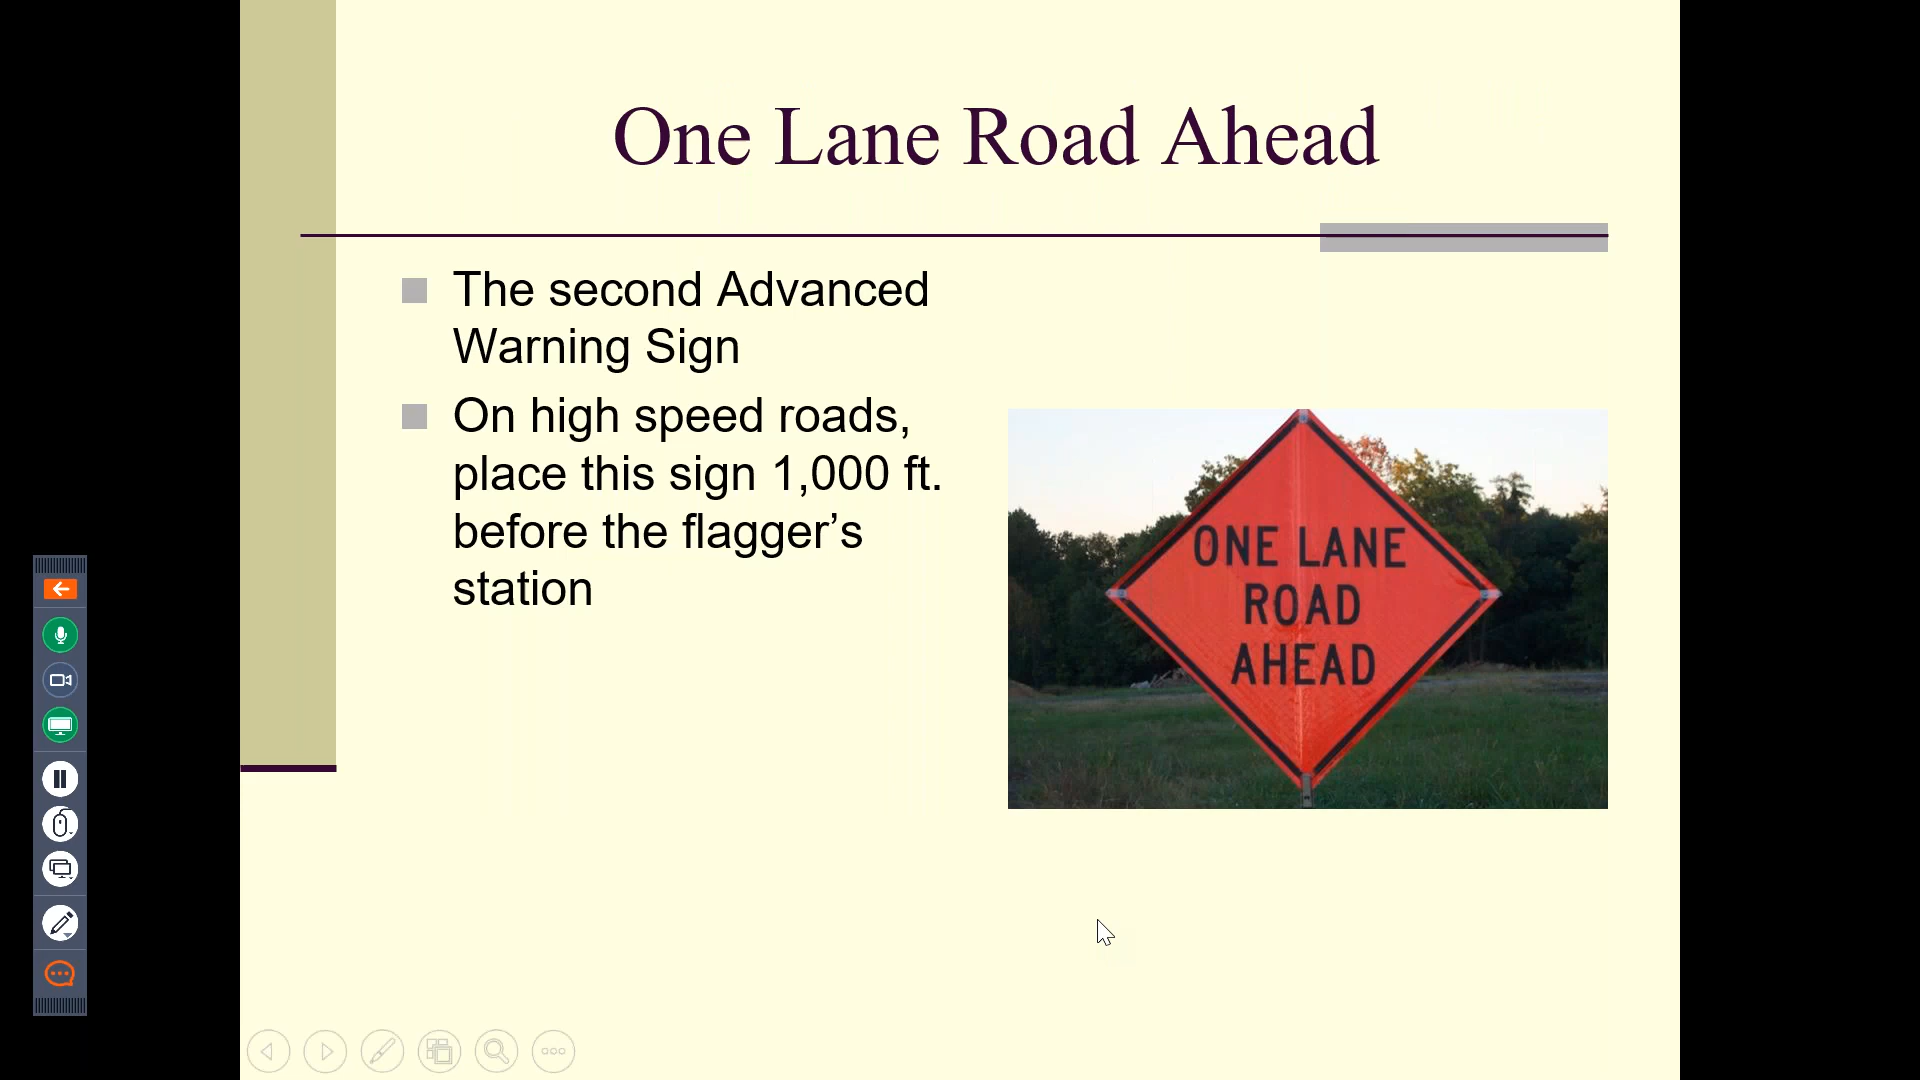 One Lane Road Ahead
The second Advanced
Warning Sign
On high speed roads,
place this sign 1,000 ft.
before the flagger’s
station
ONE LANE
ROAD
AHEAD